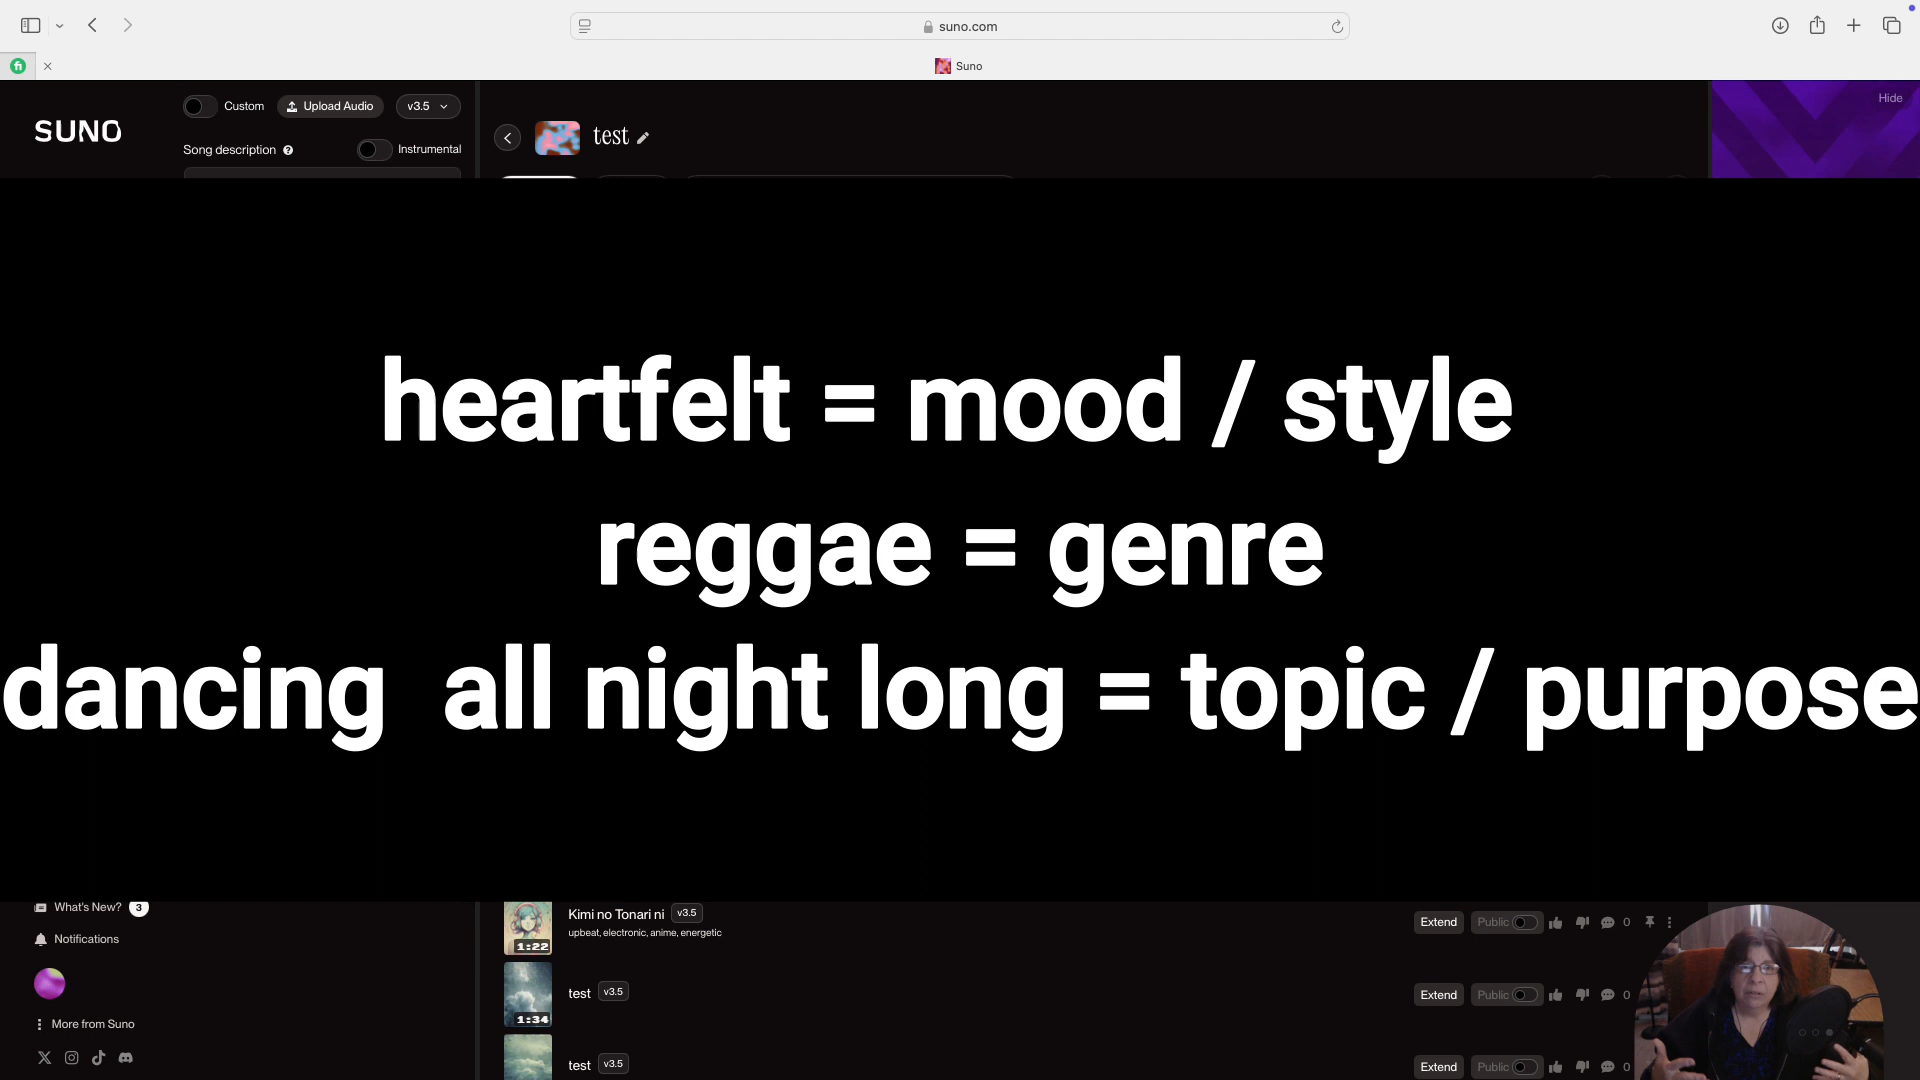 suno.com
Suno
SUNO
Custom
Upload Audio
v3.5
Song description
Instrumental
test
Hide
heartfelt = mood / style
reggae = genre
dancing  all night long = topic / purpose
What's New? 3
Notifications
More from Suno
Kimi no Tonari ni v3.5
upbeat, electronic, anime, energetic
1:22
Extend
Public
0
test v3.5
1:34
Extend
Public
0
test v3.5
Extend
Public
0